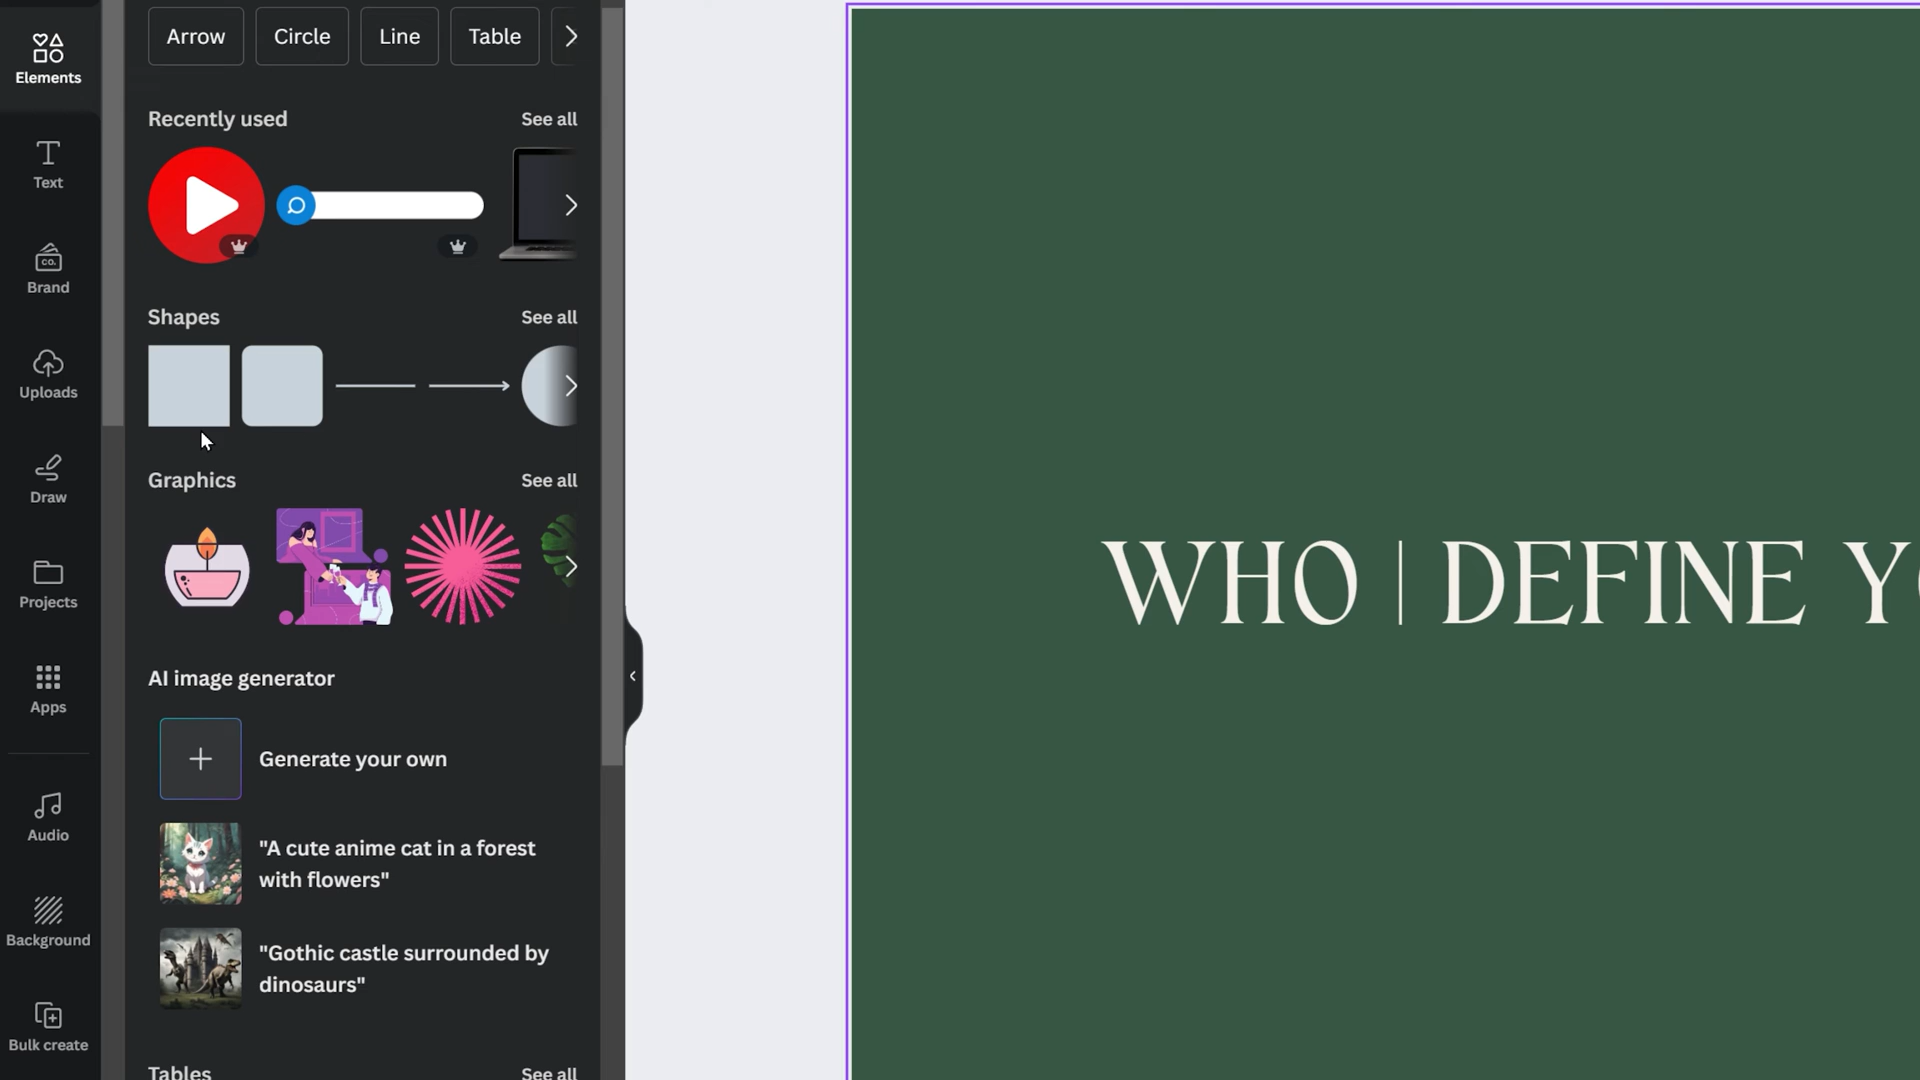 Elements
Text
Brand
Uploads
Draw
Projects
Apps
Audio
Background
Bulk create
Arrow
Circle
Line
Table
Recently used
See all
Shapes
See all
Graphics
See all
AI image generator
Generate your own
"A cute anime cat in a forest
with flowers"
"Gothic castle surrounded by
dinosaurs"
Tables
See all
WHO | DEFINE